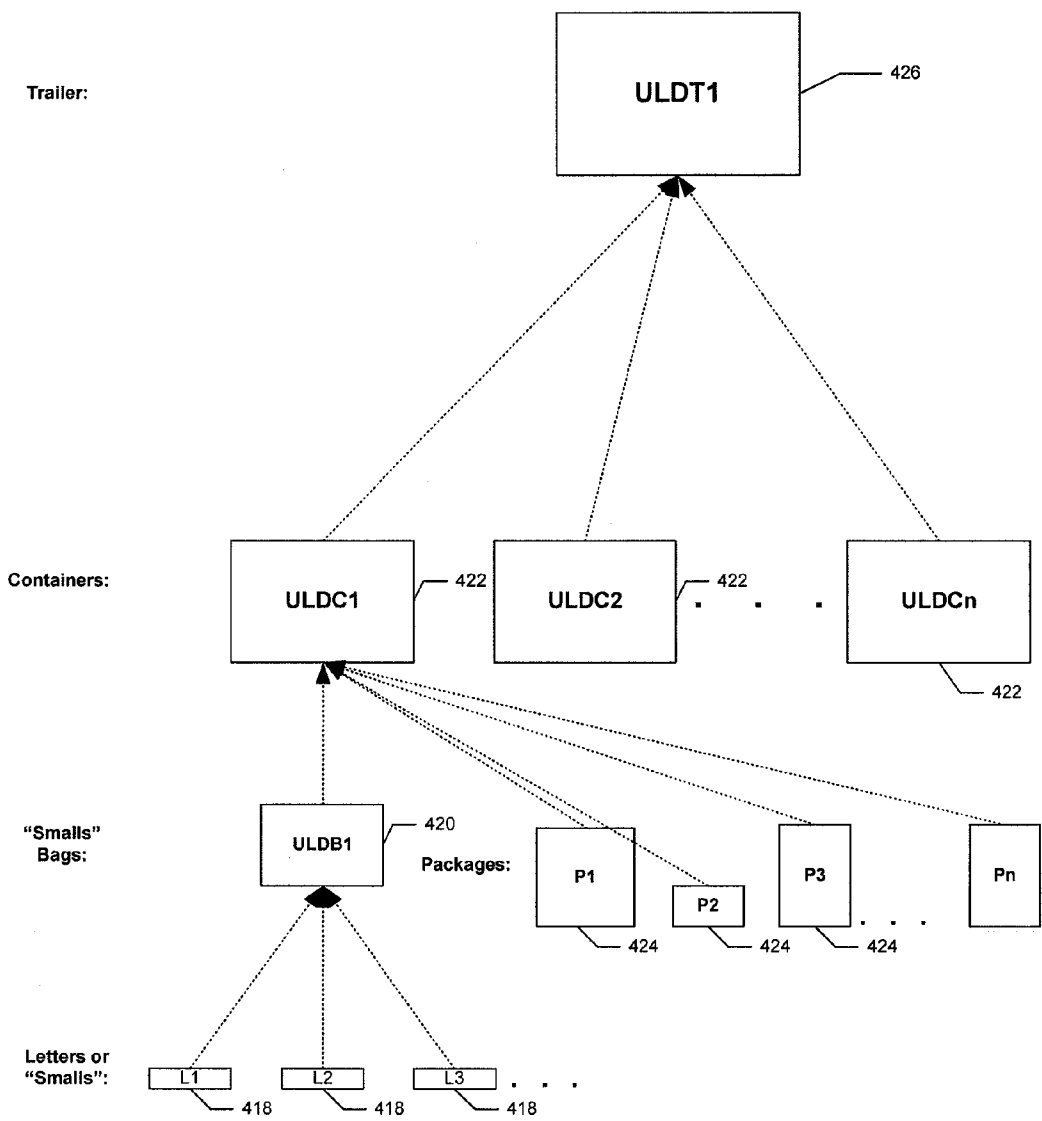 Trailer:
ULDT1
426
Containers:
ULDC1
422
ULDC2
422
. . .
ULDCn
422
“Smalls”
Bags:
ULDB1
420
Packages:
P1
424
P2
424
P3
424
. . .
Pn
Letters or
“Smalls”:
L1
418
L2
418
L3
418
. . .